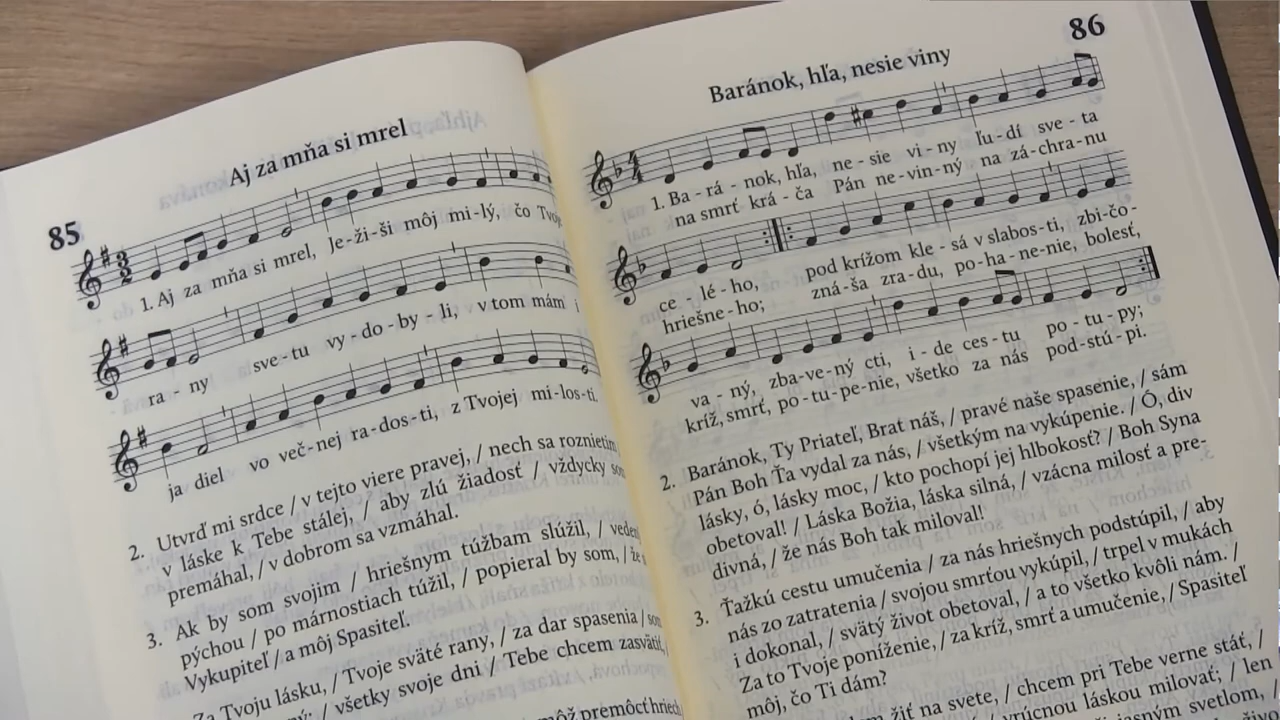 85
Aj za mňa si mrel
1. Aj za mňa si mrel, Je-ži-ši môj mi-lý, čo
ra - ny sve-tu vy-do-by-li, v tom mám
ja diel vo več-nej ra-dos-ti, z Tvojej mi-los-ti.
2. Utvrď mi srdce / v tejto viere pravej, / nech sa roznietim
v láske k Tebe stálej, / aby zlú žiadosť / vždycky
premáhal, / v dobrom sa vzmáhal.
3. Ak by som svojim / hriešnym túžbam slúžil, /
pýchou / po márnostiach túžil, / popieral by som, /
Vykupiteľ / a môj Spasiteľ.
Za Tvoju lásku, / Tvoje sväté rany, / za dar spasenia /
/ všetky svoje dni / Tebe chcem zasvätiť,
premôcť
86
Baránok, hľa, nesie viny
1. Ba - rá - nok, hľa, ne - sie vi - ny ľu - dí sve - ta
na smrť krá - ča Pán ne - vin - ný na zá - chra - nu
ce - lé - ho, pod krížom kle - sá v slabos - ti, zbi - čo -
hriešne - ho; zná - ša zra - du, po - ha - ne - nie, bolesť,
va - ný, zba - ve - ný cti, i - de ces - tu po - tu - py;
kríž, smrť, po - tu - pe - nie, všetko za nás pod - stú - pi.
2. Baránok, Ty Priateľ, Brat náš, / pravé naše spasenie, / sám
Pán Boh Ťa vydal za nás, / všetkým na vykúpenie. / Ó, div
lásky, ó, lásky moc, / kto pochopí jej hlbokosť? / Boh Syna
obetoval! / Láska Božia, láska silná, / vzácna milosť a pre-
divná, / že nás Boh tak miloval!
3. Ťažkú cestu umučenia / za nás hriešnych podstúpil, / aby
nás zo zatratenia / svojou smrťou vykúpil, / trpel v mukách
i dokonal, / svätý život obetoval, / a to všetko kvôli nám. /
Za to Tvoje poníženie, / za kríž, smrť a umučenie, / Spasiteľ
môj, čo Ti dám?
žiť na svete, / chcem pri Tebe verne stáť, /
vrúcnou láskou milovať; / len
jasným svetlom, /